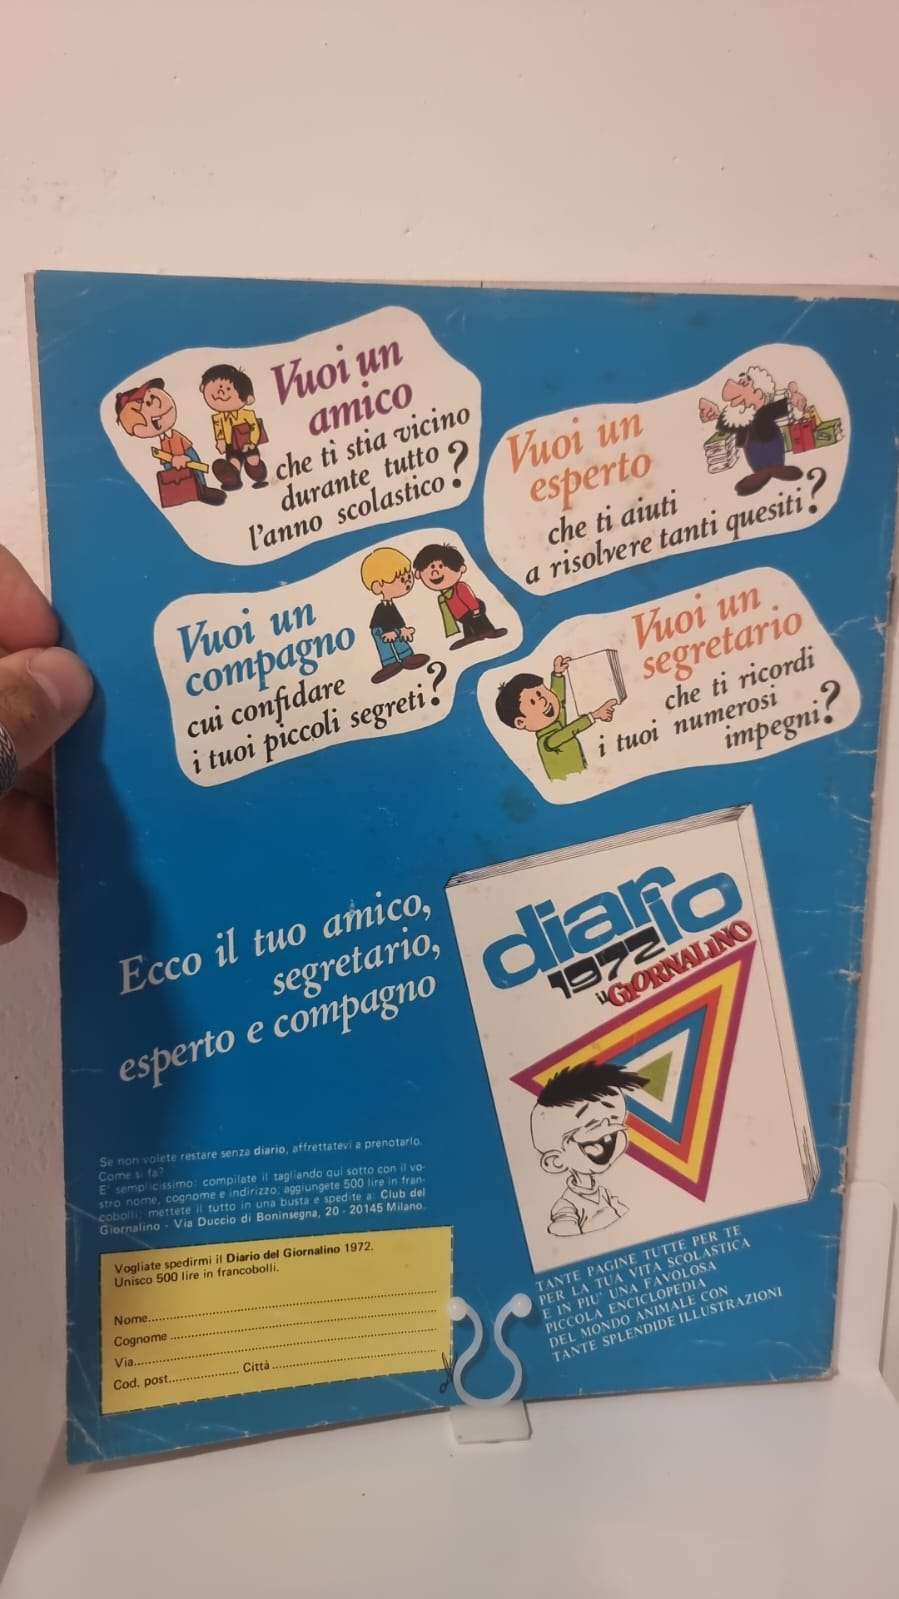 Vuoi un
amico
che ti stia vicino
durante tutto
l'anno scolastico?
Vuoi un
esperto
che ti aiuti
a risolvere tanti quesiti?
Vuoi un
compagno
cui confidare
i tuoi piccoli segreti?
Vuoi un
segretario
che ti ricordi
i tuoi numerosi
impegni?
Ecco il tuo amico,
segretario,
esperto e compagno
diario
1972
il GIORNALINO
Se non volete restare senza diario, affrettatevi a prenotarlo.
Come si fa?
E' semplicissimo: compilate il tagliando qui sotto con il vo-
stro nome, cognome e indirizzo; aggiungete 500 lire in fran-
cobolli; mettete il tutto in una busta e spedite a: Club del
Giornalino - Via Duccio di Boninsegna, 20 - 20145 Milano.
Vogliate spedirmi il Diario del Giornalino 1972.
Unisco 500 lire in francobolli.
Nome
Cognome
Via
Cod. post. Città
TANTE PAGINE TUTTE PER TE
PER LA TUA VITA SCOLASTICA
E IN PIU' UNA FAVOLOSA
PICCOLA ENCICLOPEDIA
DEL MONDO ANIMALE CON
TANTE SPLENDIDE ILLUSTRAZIONI